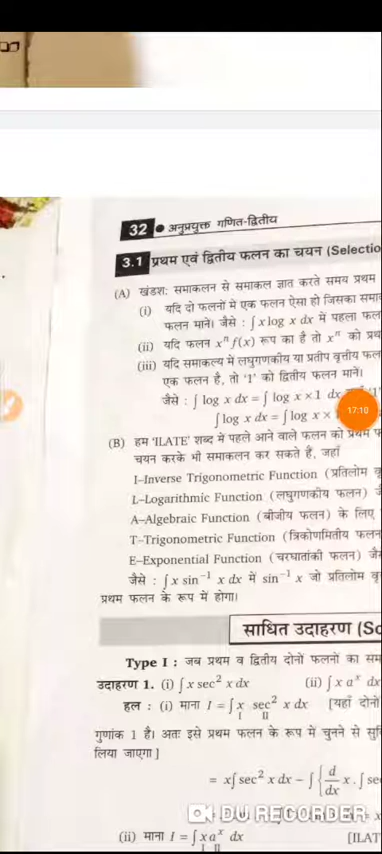 32 ● अनुप्रयुक्त गणित-द्वितीय
3.1 प्रथम एवं द्वितीय फलन का चयन (Selectio
(A) खंडश: समाकलन से समाकल ज्ञात करते समय प्रथम
(i) यदि दो फलनों में एक फलन ऐसा हो जिसका समा
फलन मानें। जैसे : ∫ x log x dx में पहला फल
(ii) यदि फलन xⁿ f(x) रूप का है तो xⁿ को प्रथ
(iii) यदि समाकल्य में लघुगणकीय या प्रतीप वृत्तीय फल
एक फलन है, तो '1' को द्वितीय फलन मानें।
जैसे : ∫ log x dx = ∫ log x × 1 dx
17:10
∫ log x dx = ∫ log x ×
(B) हम 'ILATE' शब्द में पहले आने वाले फलन को प्रथम फ
चयन करके भी समाकलन कर सकते हैं, जहाँ
I–Inverse Trigonometric Function (प्रतिलोम वृ
L–Logarithmic Function (लघुगणकीय फलन) जै
A–Algebraic Function (बीजीय फलन) के लिए
T–Trigonometric Function (त्रिकोणमितीय फलन
E–Exponential Function (चरघातांकी फलन) जै
जैसे : ∫ x sin⁻¹ x dx में sin⁻¹ x जो प्रतिलोम वृ
प्रथम फलन के रूप में होगा।
साधित उदाहरण (So
Type I : जब प्रथम व द्वितीय दोनों फलनों का सम
उदाहरण 1. (i) ∫ x sec² x dx (ii) ∫ x aˣ dx
हल : (i) माना I = ∫ x sec² x dx [यहाँ दोनों
I II
गुणांक 1 है। अतः इसे प्रथम फलन के रूप में चुनने से सु
लिया जाएगा]
= x∫ sec² x dx − ∫ { d/dx x . ∫ se
DU RECORDER
(ii) माना I = ∫ x aˣ dx [ILAT
I II